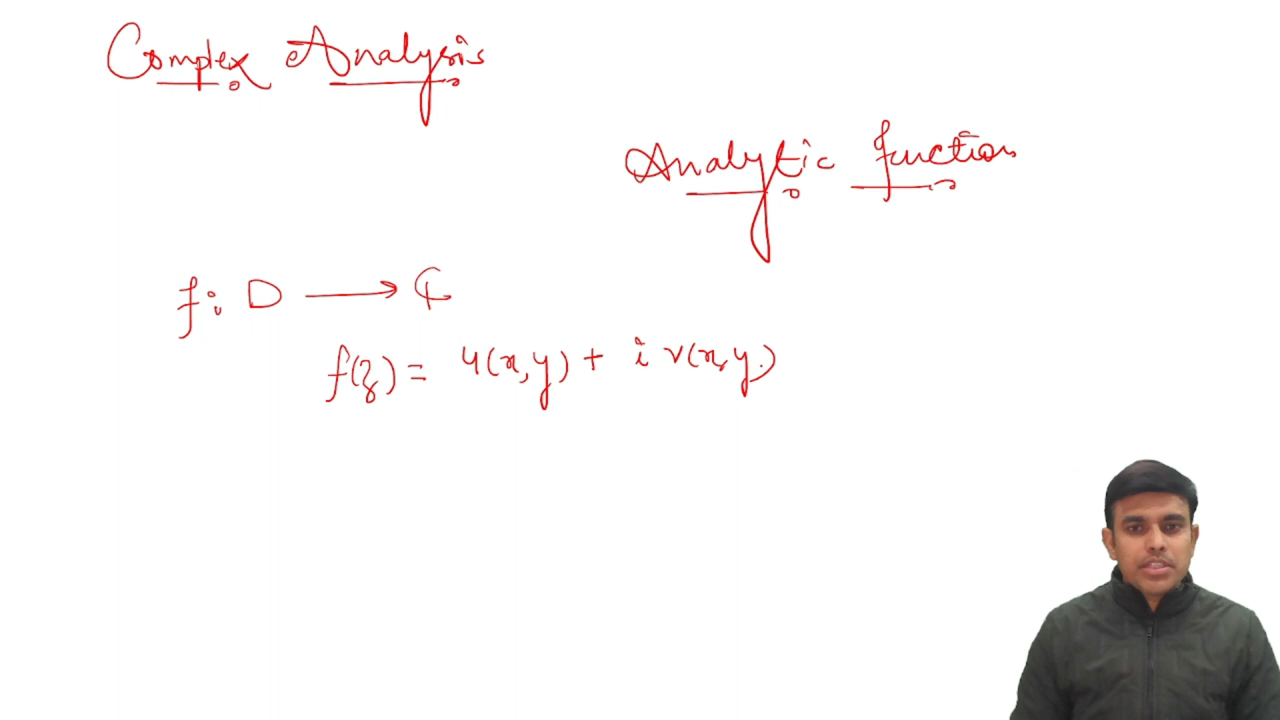 Complex Analysis
Analytic function
f: D ⟶ ℂ
f(z) = u(x, y) + i v(x, y)